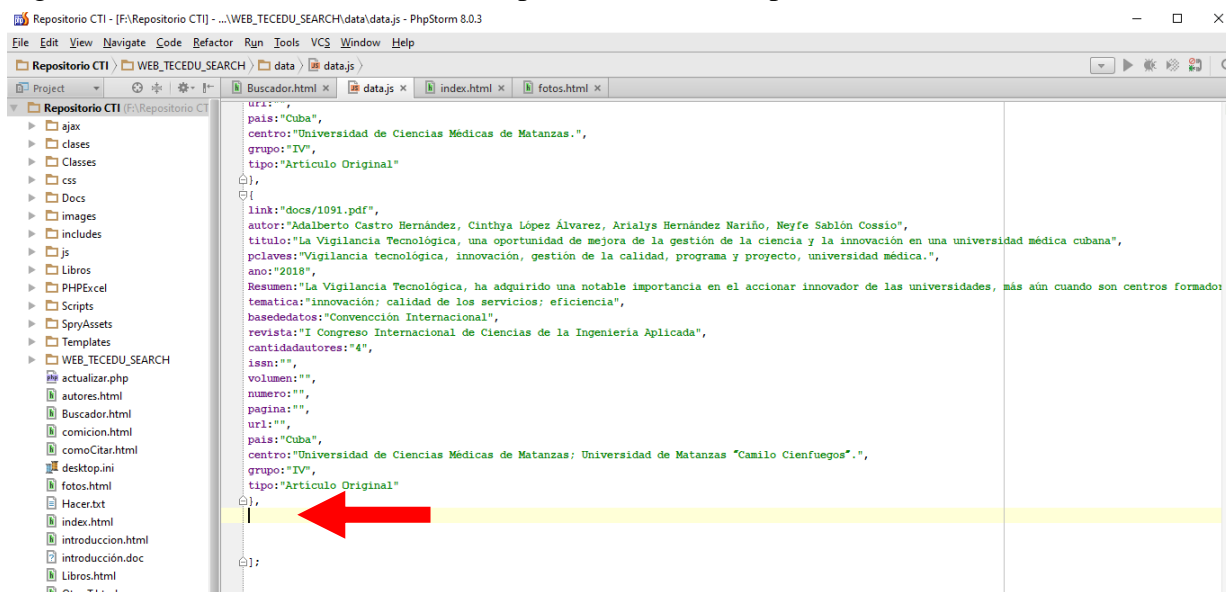 Repositorio CTI - [F:\Repositorio CTI] - ...\WEB_TECEDU_SEARCH\data\data.js - PhpStorm 8.0.3
File Edit View Navigate Code Refactor Run Tools VCS Window Help
Repositorio CTI WEB_TECEDU_SEARCH data data.js
Project
Buscador.html × data.js × index.html × fotos.html ×
Repositorio CTI (F:\Repositorio CT
ajax
clases
Classes
css
Docs
images
includes
js
Libros
PHPExcel
Scripts
SpryAssets
Templates
WEB_TECEDU_SEARCH
actualizar.php
autores.html
Buscador.html
comicion.html
comoCitar.html
desktop.ini
fotos.html
Hacer.txt
index.html
introduccion.html
introducción.doc
Libros.html
url:"",
pais:"Cuba",
centro:"Universidad de Ciencias Médicas de Matanzas.",
grupo:"IV",
tipo:"Artículo Original"
},
{
link:"docs/1091.pdf",
autor:"Adalberto Castro Hernández, Cinthya López Álvarez, Arialys Hernández Nariño, Neyfe Sablón Cossío",
titulo:"La Vigilancia Tecnológica, una oportunidad de mejora de la gestión de la ciencia y la innovación en una universidad médica cubana",
pclaves:"Vigilancia tecnológica, innovación, gestión de la calidad, programa y proyecto, universidad médica.",
ano:"2018",
Resumen:"La Vigilancia Tecnológica, ha adquirido una notable importancia en el accionar innovador de las universidades, más aún cuando son centros formador
tematica:"innovación; calidad de los servicios; eficiencia",
basededatos:"Convencción Internacional",
revista:"I Congreso Internacional de Ciencias de la Ingeniería Aplicada",
cantidadautores:"4",
issn:"",
volumen:"",
numero:"",
pagina:"",
url:"",
pais:"Cuba",
centro:"Universidad de Ciencias Médicas de Matanzas; Universidad de Matanzas “Camilo Cienfuegos”.",
grupo:"IV",
tipo:"Artículo Original"
},
];